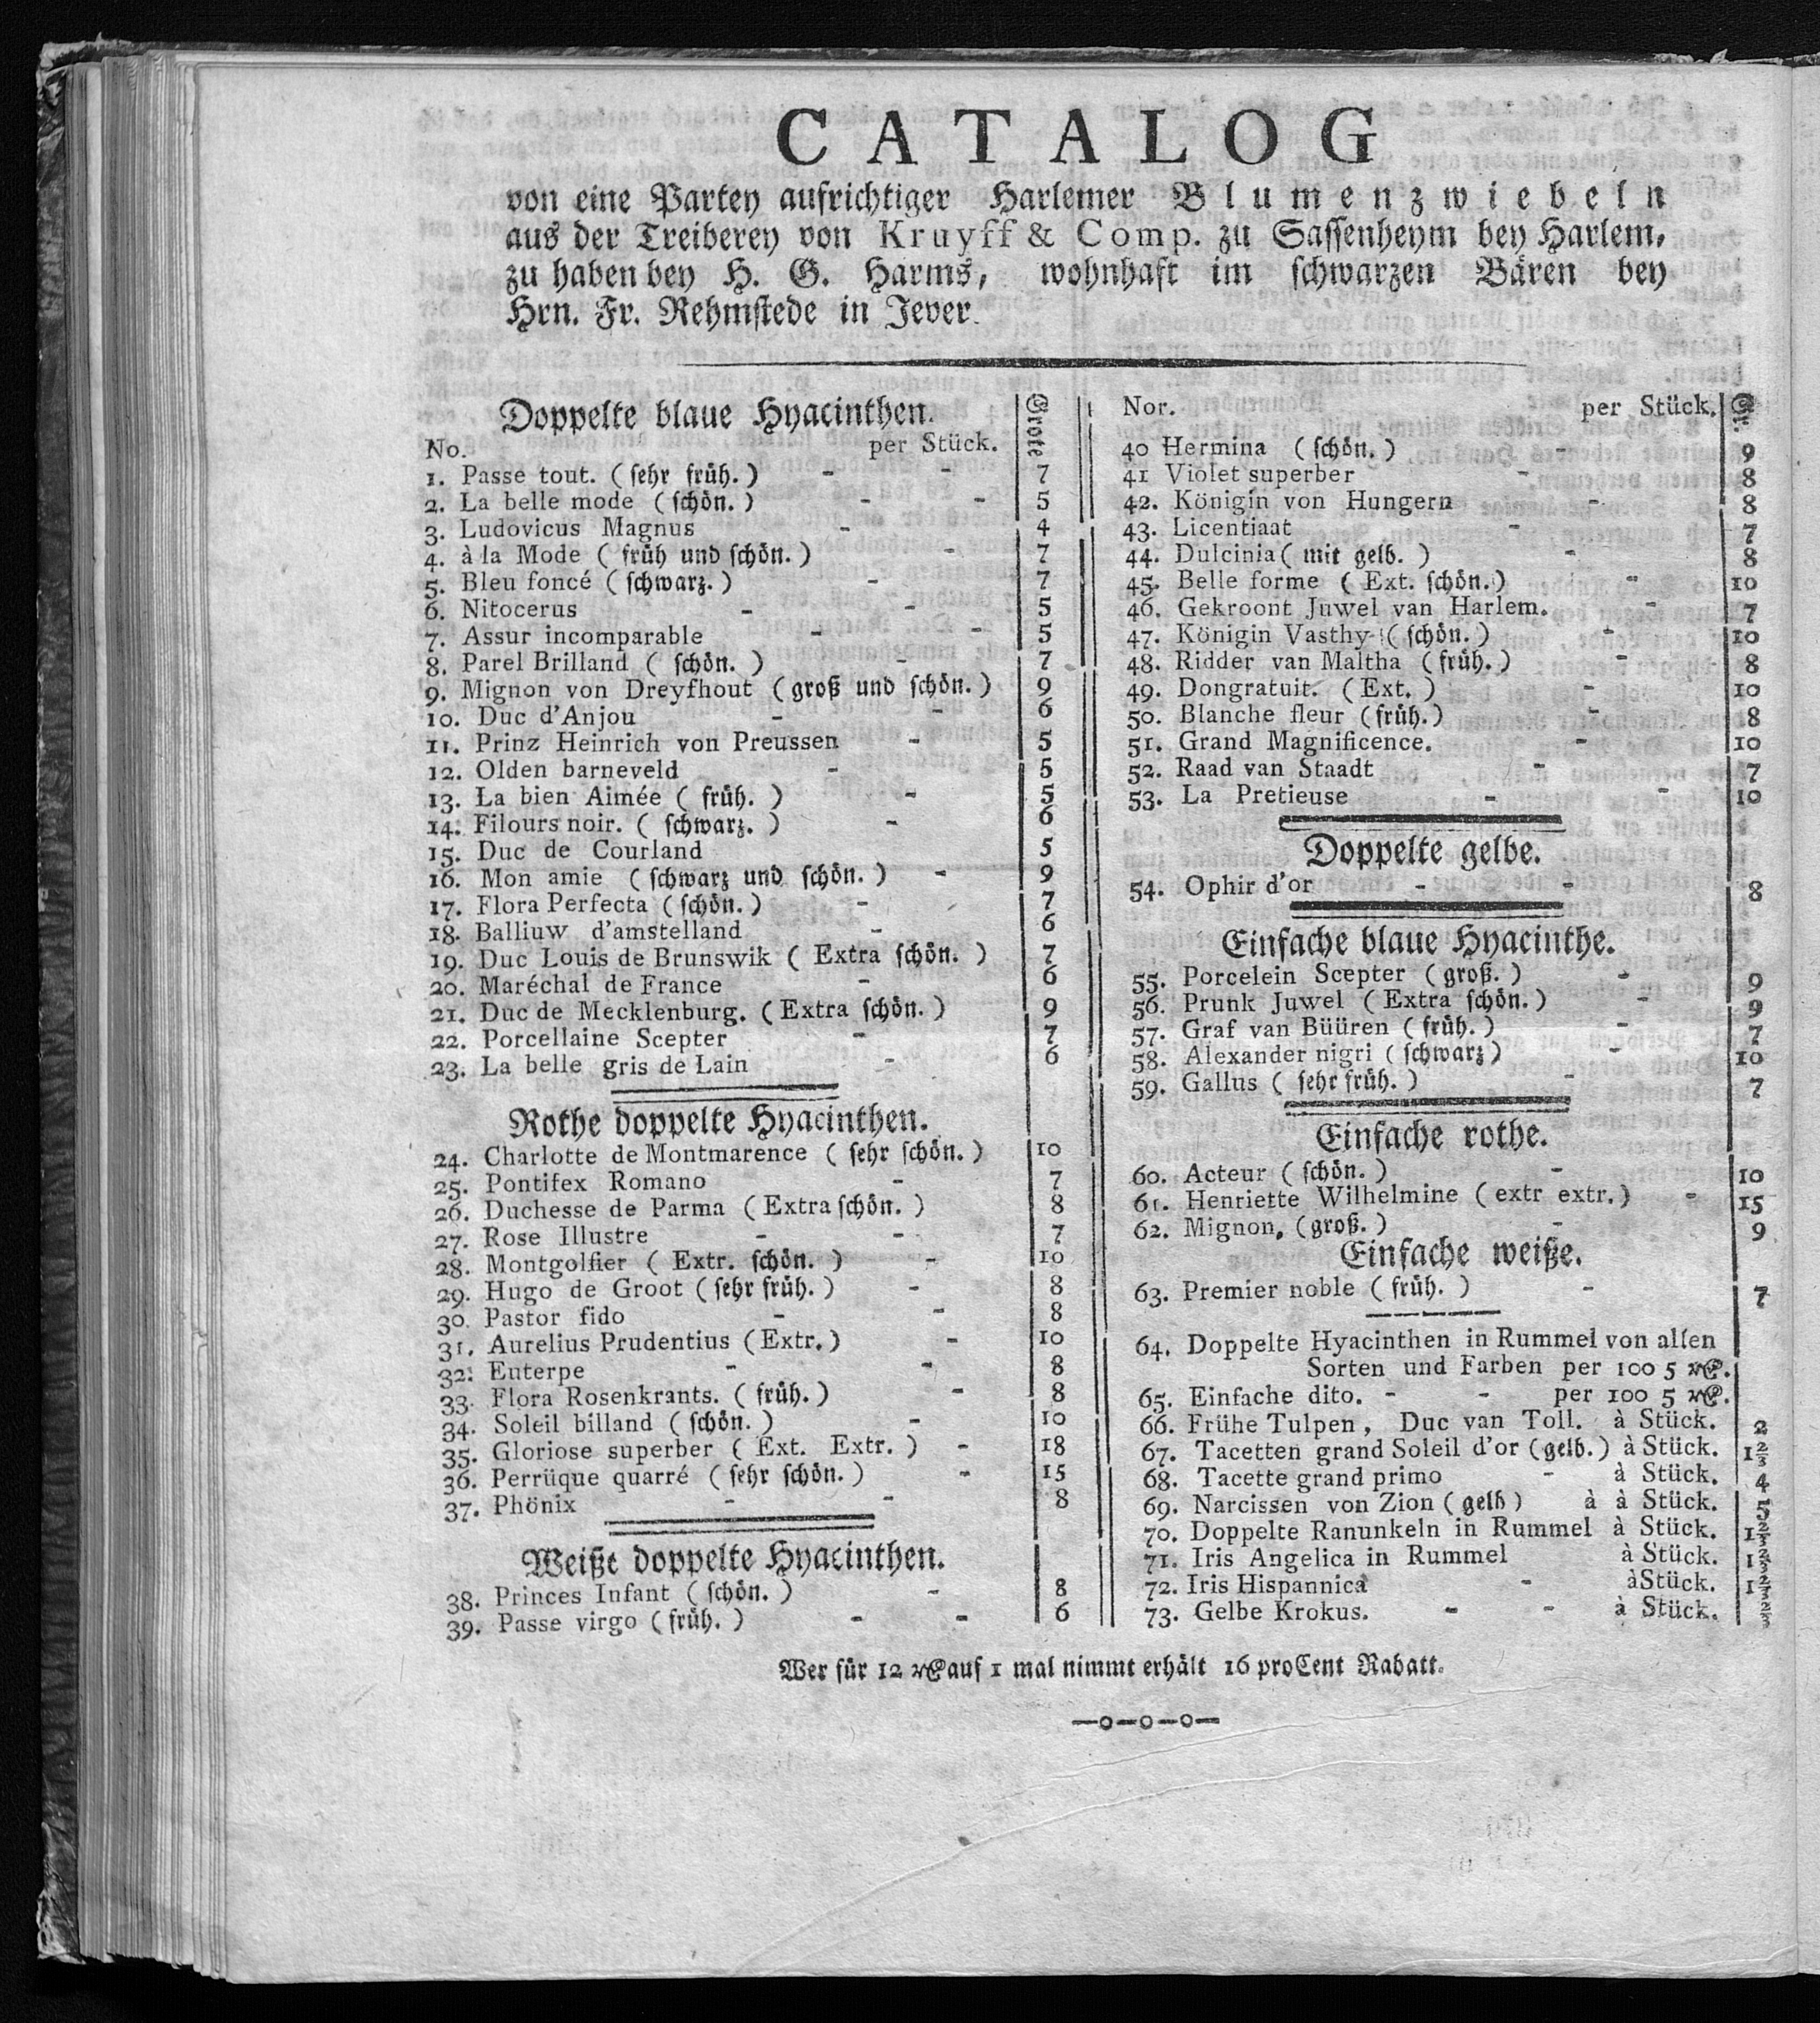 CATALOG
von eine Partey aufrichtiger Harlemer Blumenzwiebeln
aus der Treiberey von Kruyff & Comp. zu Sassenheym bey Harlem,
zu haben bey H. G. Harms, wohnhaft im schwarzen Bären bey
Hrn. Fr. Rehmstede in Jever.
Doppelte blaue Hyacinthen. Grote
No. per Stück.
1. Passe tout. (sehr früh.) - - 7
2. La belle mode (schön.) - - 5
3. Ludovicus Magnus - 4
4. à la Mode (früh und schön.) - 7
5. Bleu foncé (schwarz.) - 7
6. Nitocerus - - 5
7. Assur incomparable - - 5
8. Parel Brilland (schön.) - 7
9. Mignon von Dreyfhout (groß und schön.) 9
10. Duc d'Anjou - - 6
11. Prinz Heinrich von Preussen - 5
12. Olden barneveld - 5
13. La bien Aimée (früh.) - 5
14. Filours noir. (schwarz.) - 6
15. Duc de Courland 5
16. Mon amie (schwarz und schön.) - 9
17. Flora Perfecta (schön.) - 7
18. Balliuw d'amstelland - 6
19. Duc Louis de Brunswik (Extra schön.) 7
20. Maréchal de France - 6
21. Duc de Mecklenburg. (Extra schön.) 9
22. Porcellaine Scepter - 7
23. La belle gris de Lain - 6
Rothe doppelte Hyacinthen.
24. Charlotte de Montmarence (sehr schön.) 10
25. Pontifex Romano - 7
26. Duchesse de Parma (Extra schön.) 8
27. Rose Illustre - - 7
28. Montgolfier (Extr. schön.) - 10
29. Hugo de Groot (sehr früh.) - 8
30. Pastor fido - - 8
31. Aurelius Prudentius (Extr.) - 10
32. Euterpe - - 8
33. Flora Rosenkrants. (früh.) - 8
34. Soleil billand (schön.) - 10
35. Gloriose superber (Ext. Extr.) - 18
36. Perrüque quarré (sehr schön.) - 15
37. Phönix - - 8
Weiße doppelte Hyacinthen.
38. Princes Infant (schön.) - 8
39. Passe virgo (früh.) - - 6
Nor. per Stück. Gr.
40 Hermina (schön.) - 9
41 Violet superber - 8
42. Königin von Hungern - 8
43. Licentiaat - 7
44. Dulcinia (mit gelb.) - 8
45. Belle forme (Ext. schön.) - 10
46. Gekroont Juwel van Harlem. - 7
47. Königin Vasthy (schön.) - 10
48. Ridder van Maltha (früh.) - 8
49. Dongratuit. (Ext.) - 10
50. Blanche fleur (früh.) - 8
51. Grand Magnificence. - 10
52. Raad van Staadt - 7
53. La Pretieuse - - 10
Doppelte gelbe.
54. Ophir d'or - - 8
Einfache blaue Hyacinthe.
55. Porcelein Scepter (groß.) - 9
56. Prunk Juwel (Extra schön.) - 9
57. Graf van Büüren (früh.) - 7
58. Alexander nigri (schwarz) - 10
59. Gallus (sehr früh.) - 7
Einfache rothe.
60. Acteur (schön.) - 10
61. Henriette Wilhelmine (extr extr.) - 15
62. Mignon, (groß.) - 9
Einfache weiße.
63. Premier noble (früh.) - 7
64. Doppelte Hyacinthen in Rummel von allen
Sorten und Farben per 100 5 
65. Einfache dito. - - per 100 5 
66. Frühe Tulpen, Duc van Toll. à Stück. 2
67. Tacetten grand Soleil d'or (gelb.) à Stück. 1⅔
68. Tacette grand primo - à Stück. 4
69. Narcissen von Zion (gelb) à à Stück. 5
70. Doppelte Ranunkeln in Rummel à Stück. 1⅔
71. Iris Angelica in Rummel à Stück. 1⅔
72. Iris Hispannica - à Stück. 1⅔
73. Gelbe Krokus. - - à Stück. ⅔
Wer für 12 auf 1 mal nimmt erhält 16 proCent Rabatt.